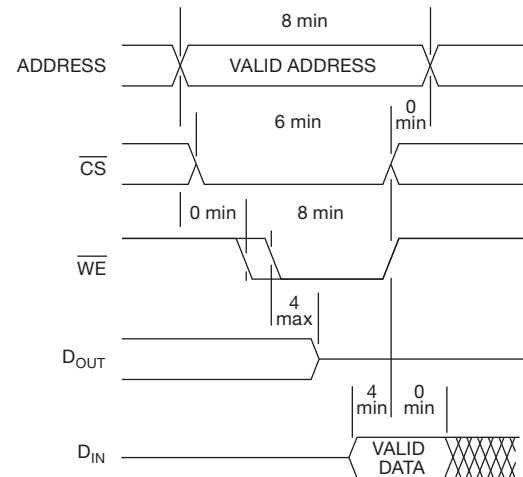 8 min
ADDRESS
VALID ADDRESS
0
min
6 min
CS
0 min
8 min
WE
4
max
DOUT
4
min
0
min
DIN
VALID
DATA